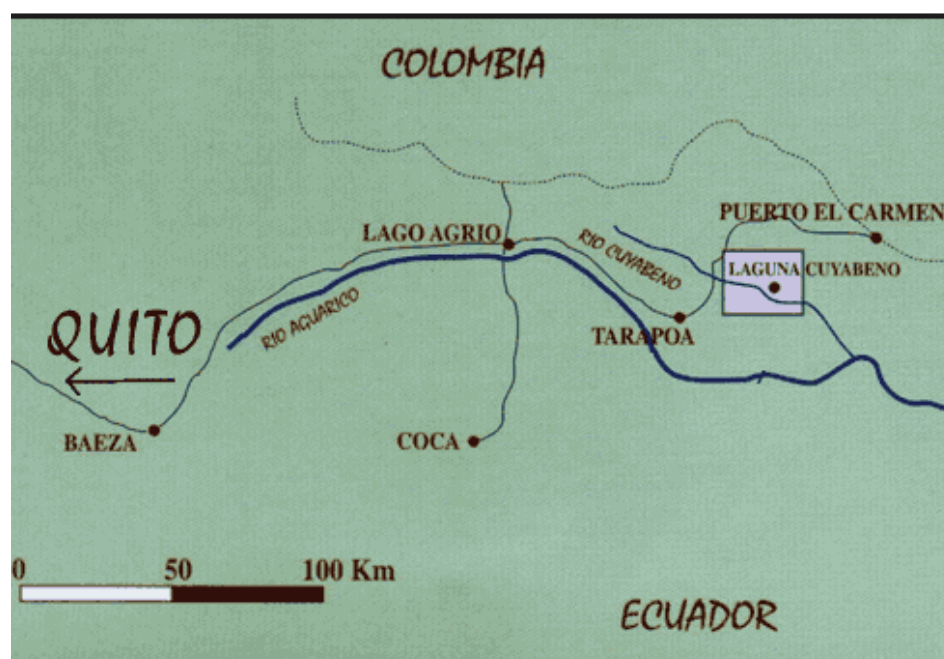 COLOMBIA
PUERTO EL CARMEN
LAGO AGRIO
RIO CUYABENO
LAGUNA CUYABENO
RIO AGUARICO
QUITO
TARAPOA
BAEZA
COCA
0 50 100 Km
ECUADOR